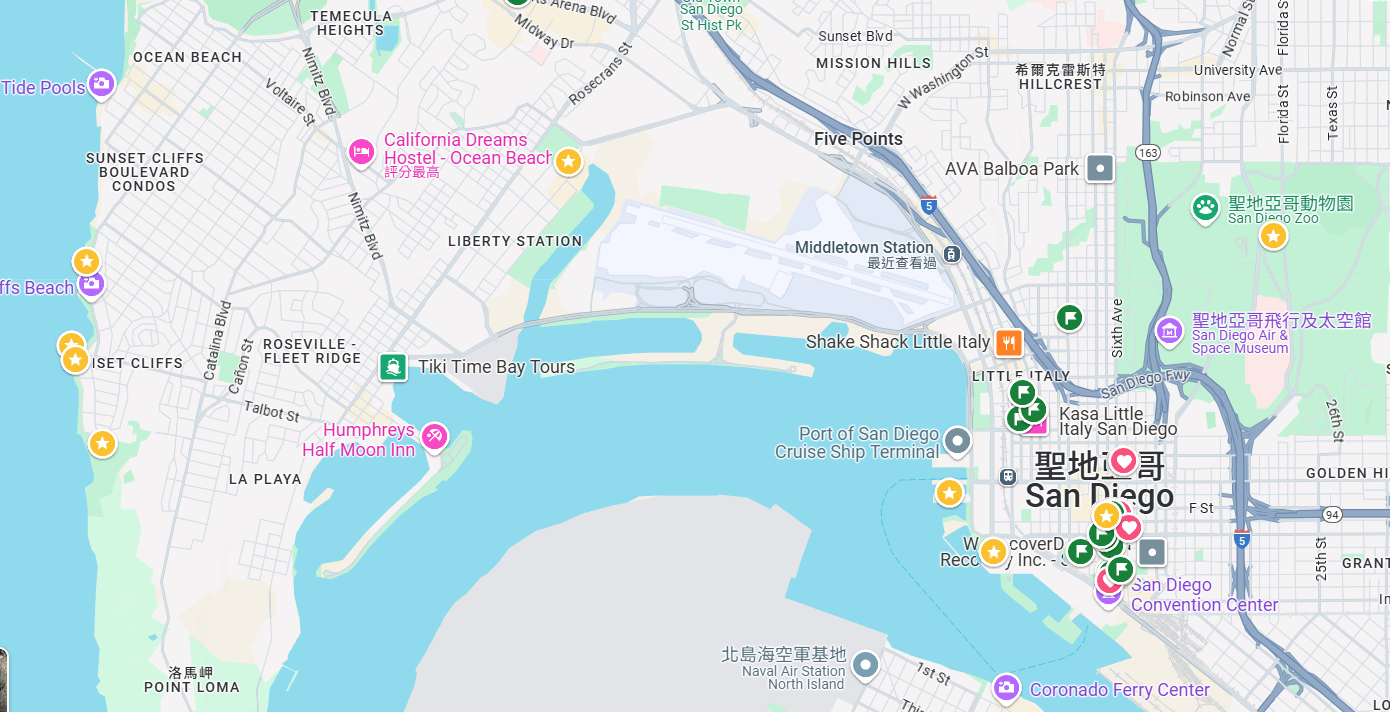 ts Arena Blvd
Old Town
San Diego
St Hist Pk
TEMECULA
HEIGHTS
Midway Dr
Normal St
Florida St
OCEAN BEACH
Sunset Blvd
MISSION HILLS
W Washington St
希爾克雷斯特
HILLCREST
University Ave
Robinson Ave
Florida St
Texas St
Tide Pools
Nimitz Blvd
Voltaire St
Rosecrans St
Five Points
California Dreams
Hostel - Ocean Beach
評分最高
SUNSET CLIFFS
BOULEVARD
CONDOS
163
AVA Balboa Park
5
聖地亞哥動物園
San Diego Zoo
Nimitz Blvd
LIBERTY STATION
Middletown Station
最近查看過
ffs Beach
聖地亞哥飛行及太空館
San Diego Air &
Space Museum
Sixth Ave
Catalina Blvd
Cañon St
ROSEVILLE -
FLEET RIDGE
Shake Shack Little Italy
SET CLIFFS
Tiki Time Bay Tours
LITTLE ITALY
San Diego Fwy
Talbot St
Kasa Little
Italy San Diego
26th St
Humphreys
Half Moon Inn
Port of San Diego
Cruise Ship Terminal
聖地亞哥
San Diego
GOLDEN HI
LA PLAYA
F St
94
5
25th St
GRANT
San Diego
Convention Center
洛馬岬
POINT LOMA
北島海空軍基地
Naval Air Station
North Island
1st St
Coronado Ferry Center